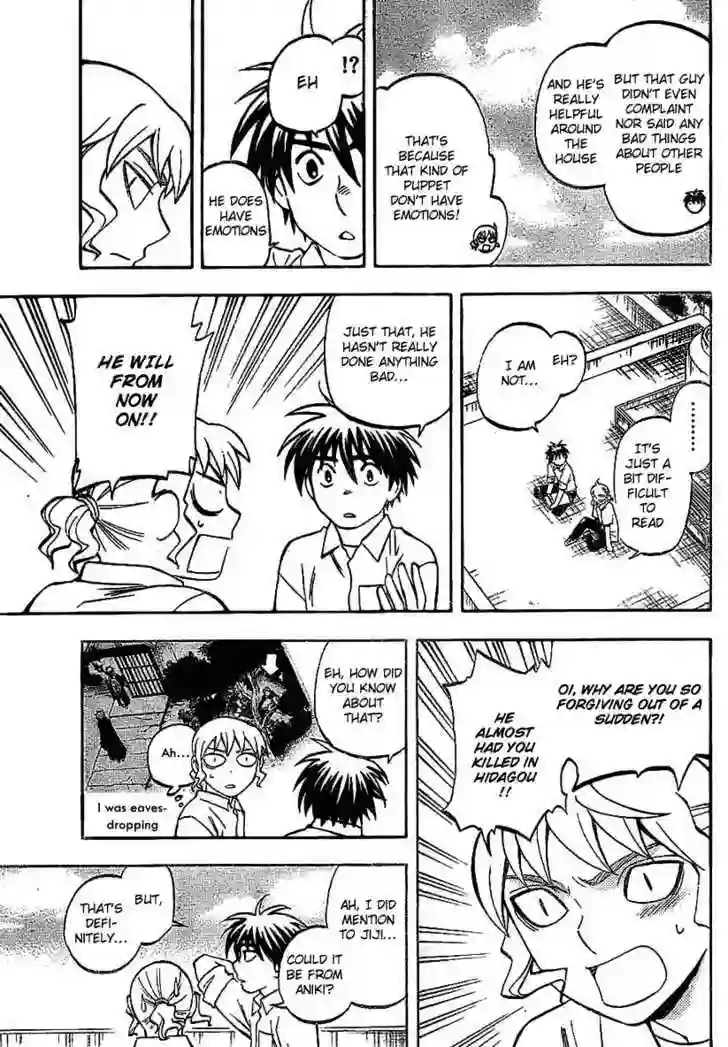 BUT THAT GUY
DIDN'T EVEN
COMPLAINT
NOR SAID ANY
BAD THINGS
ABOUT OTHER
PEOPLE
AND HE'S
REALLY
HELPFUL
AROUND
THE
HOUSE
THAT'S
BECAUSE
THAT KIND OF
PUPPET
DON'T HAVE
EMOTIONS!
!?
EH
HE DOES
HAVE
EMOTIONS
EH?
I AM
NOT...
.........
IT'S
JUST A
BIT DIF-
FICULT
TO
READ
JUST THAT, HE
HASN'T REALLY
DONE ANYTHING
BAD...
HE WILL
FROM
NOW
ON!!
OI, WHY ARE YOU SO
FORGIVING OUT OF A
SUDDEN?!
HE
ALMOST
HAD YOU
KILLED IN
HIDAGOU
!!
EH, HOW DID
YOU KNOW
ABOUT
THAT?
Ah...
I was eaves-
dropping
AH, I DID
MENTION
TO JIJI...
COULD IT
BE FROM
ANIKI?
BUT,
THAT'S
DEFI-
NITELY...